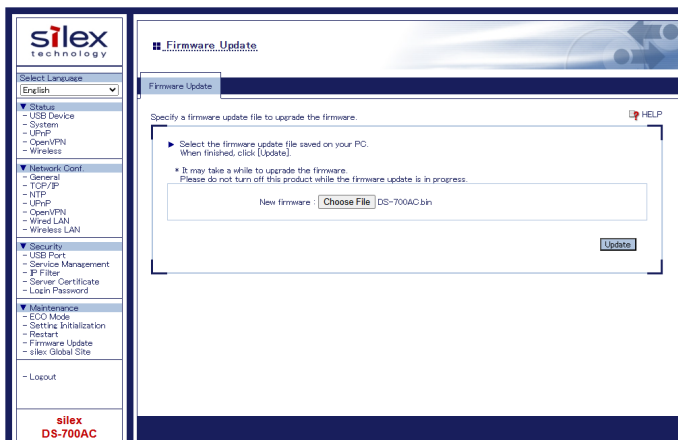 silex
technology
Select Language
English
▼ Status
- USB Device
- System
- UPnP
- OpenVPN
- Wireless
▼ Network Conf.
- General
- TCP/IP
- NTP
- UPnP
- OpenVPN
- Wired LAN
- Wireless LAN
▼ Security
- USB Port
- Service Management
- IP Filter
- Server Certificate
- Login Password
▼ Maintenance
- ECO Mode
- Setting Initialization
- Restart
- Firmware Update
- silex Global Site
- Logout
silex
DS-700AC
Firmware Update
Firmware Update
Specify a firmware update file to upgrade the firmware.
HELP
Select the firmware update file saved on your PC.
When finished, click [Update].
* It may take a while to upgrade the firmware.
Please do not turn off this product while the firmware update is in progress.
New firmware : Choose File DS-700AC.bin
Update